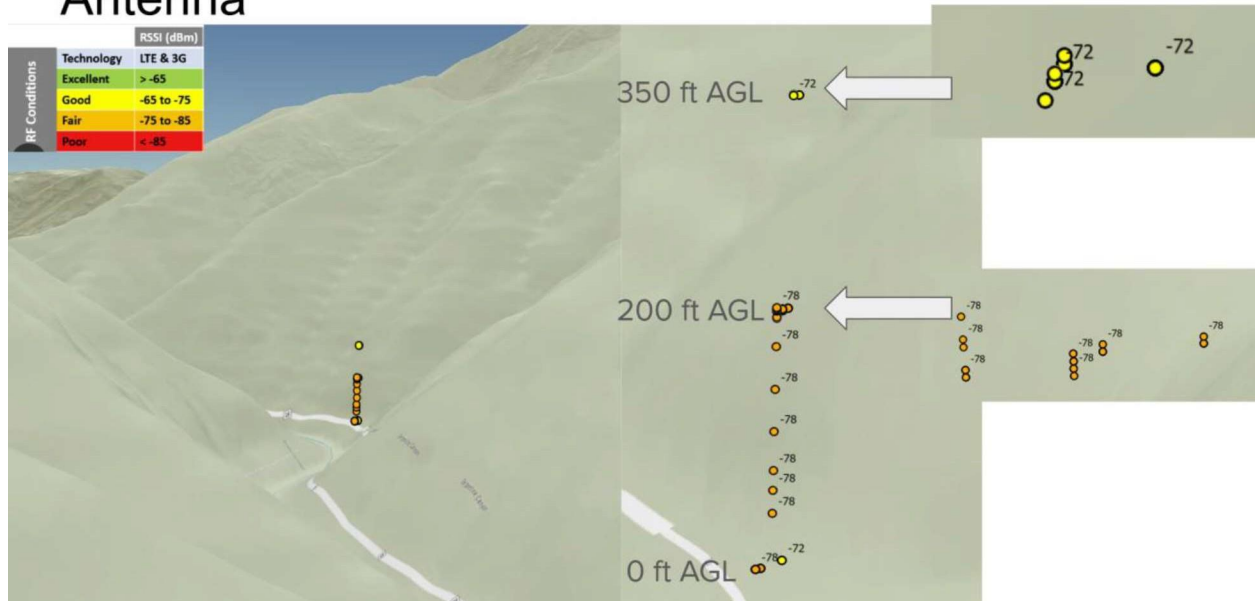 Antenna
RSSI (dBm)
RF Conditions
Technology LTE & 3G
Excellent > -65
Good -65 to -75
Fair -75 to -85
Poor < -85
350 ft AGL
-72
-72
72
-72
200 ft AGL
-78
-78
-78
-78
-78
-78
-78
-78
-78
-78
-78
-78
-78
-78
0 ft AGL
-78
-72